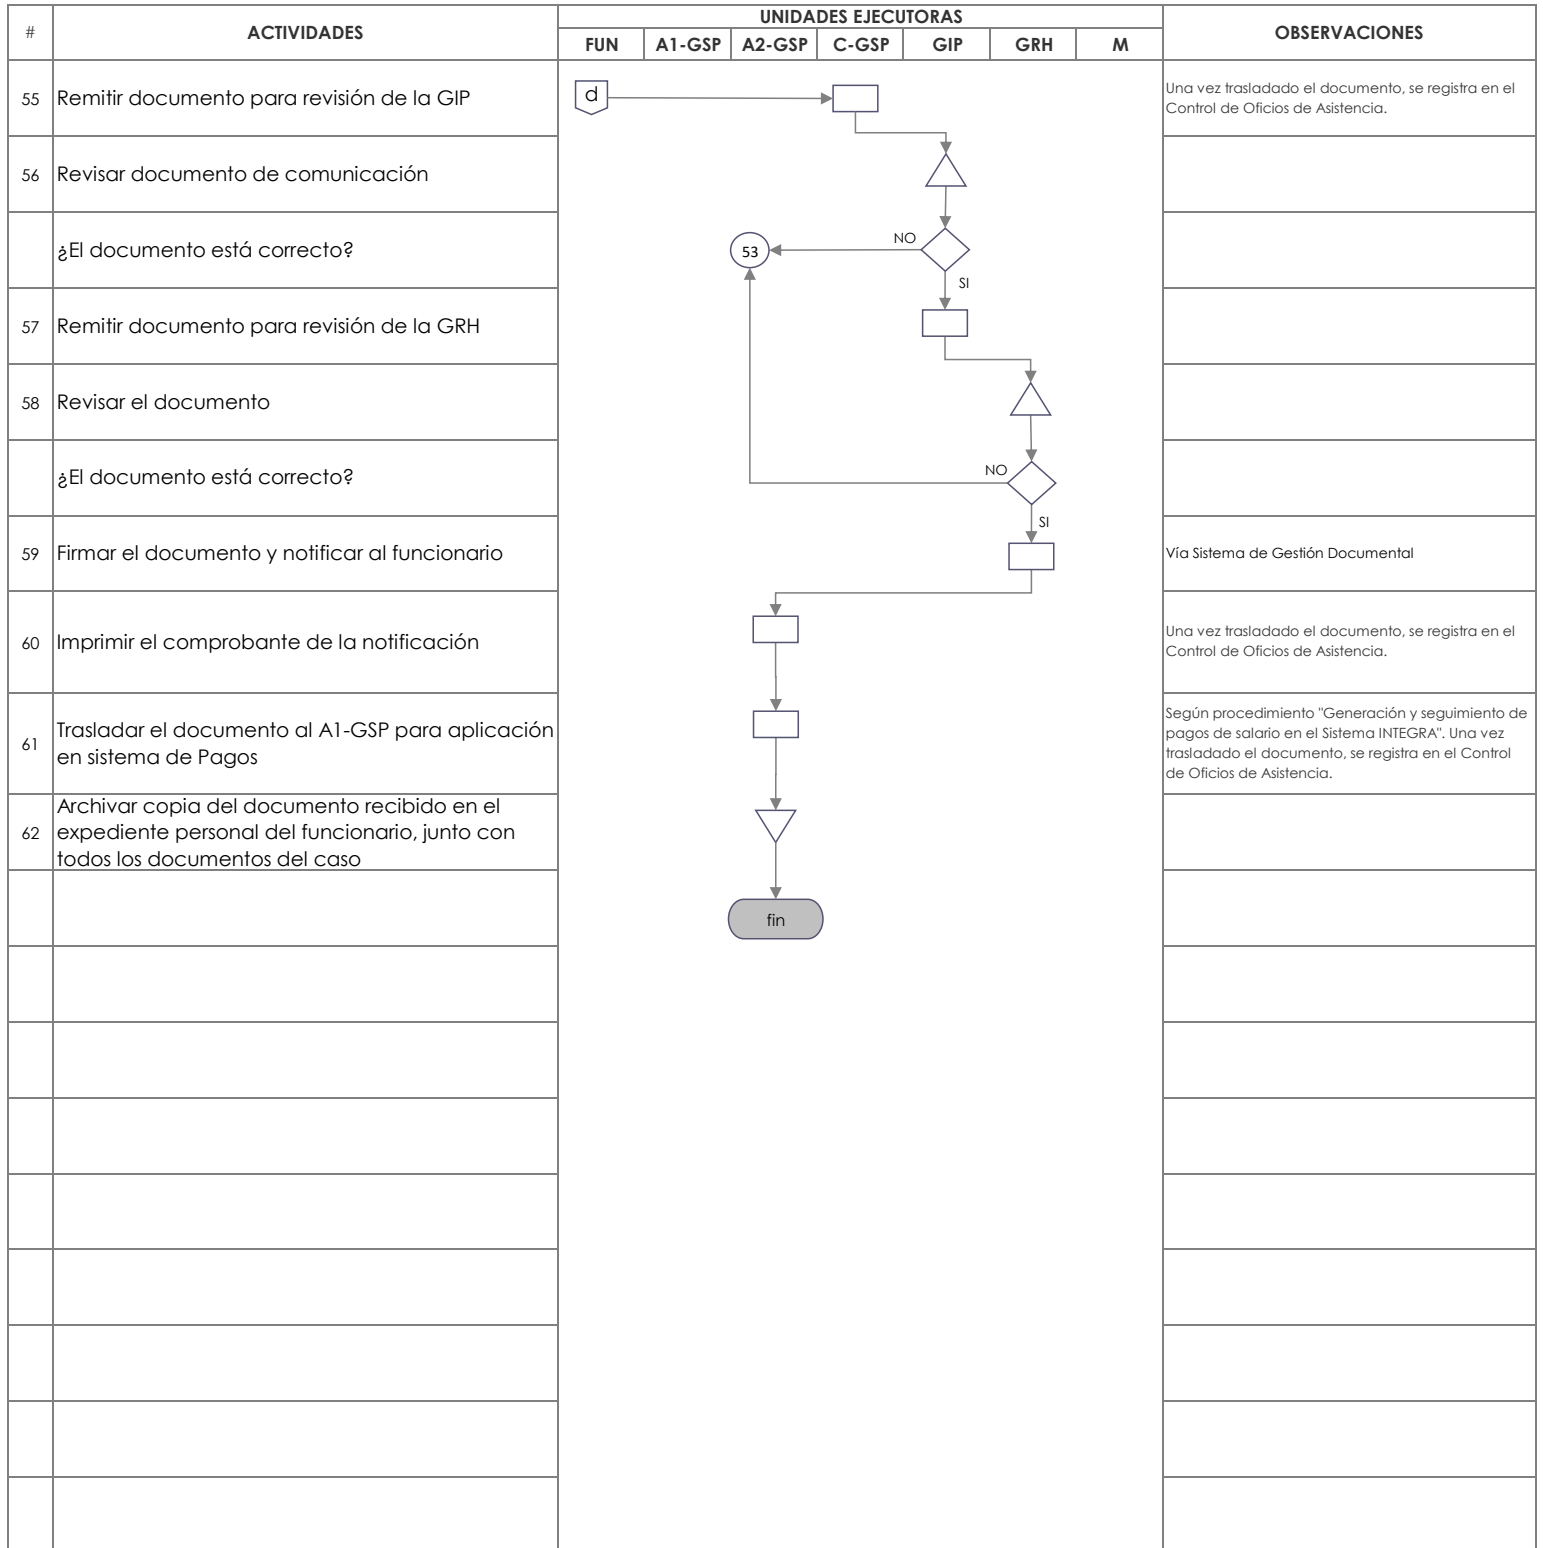 #
ACTIVIDADES
UNIDADES EJECUTORAS
OBSERVACIONES
FUN A1-GSP A2-GSP C-GSP GIP GRH M
55
Remitir documento para revisión de la GIP
d
Una vez trasladado el documento, se registra en el
Control de Oficios de Asistencia.
56
Revisar documento de comunicación
¿El documento está correcto?
53
NO
SI
57
Remitir documento para revisión de la GRH
58
Revisar el documento
¿El documento está correcto?
NO
SI
59
Firmar el documento y notificar al funcionario
Vía Sistema de Gestión Documental
60
Imprimir el comprobante de la notificación
Una vez trasladado el documento, se registra en el
Control de Oficios de Asistencia.
61
Trasladar el documento al A1-GSP para aplicación
en sistema de Pagos
Según procedimiento "Generación y seguimiento de
pagos de salario en el Sistema INTEGRA". Una vez
trasladado el documento, se registra en el Control
de Oficios de Asistencia.
62
Archivar copia del documento recibido en el
expediente personal del funcionario, junto con
todos los documentos del caso
fin